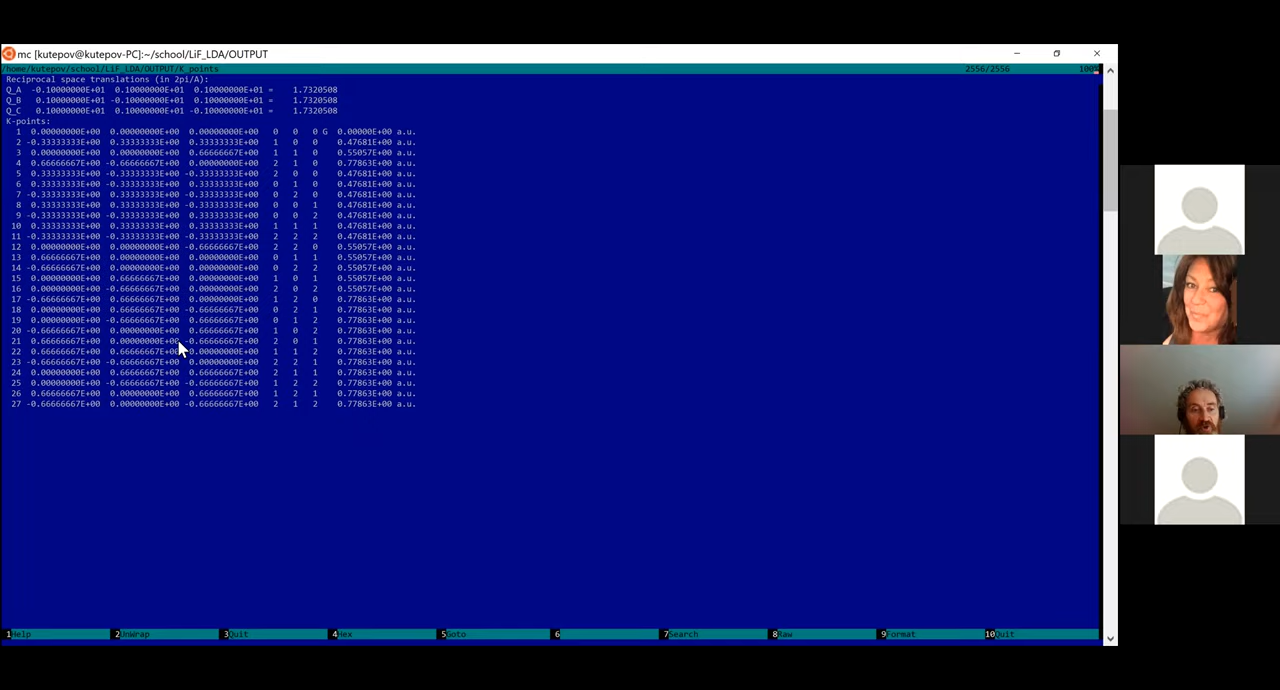 mc [kutepov@kutepov-PC]:~/school/LiF_LDA/OUTPUT
/home/kutepov/school/LiF_LDA/OUTPUT/K_points 2556/2556 100%
Reciprocal space translations (in 2pi/A):
Q_A -0.10000000E+01 0.10000000E+01 0.10000000E+01 = 1.7320508
Q_B 0.10000000E+01 -0.10000000E+01 0.10000000E+01 = 1.7320508
Q_C 0.10000000E+01 0.10000000E+01 -0.10000000E+01 = 1.7320508
K-points:
1 0.00000000E+00 0.00000000E+00 0.00000000E+00 0 0 0 G 0.00000E+00 a.u.
2 -0.33333333E+00 0.33333333E+00 0.33333333E+00 1 0 0 0.47681E+00 a.u.
3 0.00000000E+00 0.00000000E+00 0.66666667E+00 1 1 0 0.55057E+00 a.u.
4 0.66666667E+00 -0.66666667E+00 0.00000000E+00 2 1 0 0.77863E+00 a.u.
5 0.33333333E+00 -0.33333333E+00 -0.33333333E+00 2 0 0 0.47681E+00 a.u.
6 0.33333333E+00 -0.33333333E+00 0.33333333E+00 0 1 0 0.47681E+00 a.u.
7 -0.33333333E+00 0.33333333E+00 -0.33333333E+00 0 2 0 0.47681E+00 a.u.
8 0.33333333E+00 0.33333333E+00 -0.33333333E+00 0 0 1 0.47681E+00 a.u.
9 -0.33333333E+00 -0.33333333E+00 0.33333333E+00 0 0 2 0.47681E+00 a.u.
10 0.33333333E+00 0.33333333E+00 0.33333333E+00 1 1 1 0.47681E+00 a.u.
11 -0.33333333E+00 -0.33333333E+00 -0.33333333E+00 2 2 2 0.47681E+00 a.u.
12 0.00000000E+00 0.00000000E+00 -0.66666667E+00 2 2 0 0.55057E+00 a.u.
13 0.66666667E+00 0.00000000E+00 0.00000000E+00 0 1 1 0.55057E+00 a.u.
14 -0.66666667E+00 0.00000000E+00 0.00000000E+00 0 2 2 0.55057E+00 a.u.
15 0.00000000E+00 0.66666667E+00 0.00000000E+00 1 0 1 0.55057E+00 a.u.
16 0.00000000E+00 -0.66666667E+00 0.00000000E+00 2 0 2 0.55057E+00 a.u.
17 -0.66666667E+00 0.66666667E+00 0.00000000E+00 1 2 0 0.77863E+00 a.u.
18 0.00000000E+00 0.66666667E+00 -0.66666667E+00 0 2 1 0.77863E+00 a.u.
19 0.00000000E+00 -0.66666667E+00 0.66666667E+00 0 1 2 0.77863E+00 a.u.
20 -0.66666667E+00 0.00000000E+00 0.66666667E+00 1 0 2 0.77863E+00 a.u.
21 0.66666667E+00 0.00000000E+00 -0.66666667E+00 2 0 1 0.77863E+00 a.u.
22 0.66666667E+00 0.66666667E+00 0.00000000E+00 1 1 2 0.77863E+00 a.u.
23 -0.66666667E+00 -0.66666667E+00 0.00000000E+00 2 2 1 0.77863E+00 a.u.
24 0.00000000E+00 0.66666667E+00 0.66666667E+00 2 1 1 0.77863E+00 a.u.
25 0.00000000E+00 -0.66666667E+00 -0.66666667E+00 1 2 2 0.77863E+00 a.u.
26 0.66666667E+00 0.00000000E+00 0.66666667E+00 1 2 1 0.77863E+00 a.u.
27 -0.66666667E+00 0.00000000E+00 -0.66666667E+00 2 1 2 0.77863E+00 a.u.
1Help 2UnWrap 3Quit 4Hex 5Goto 6 7Search 8Raw 9Format 10Quit